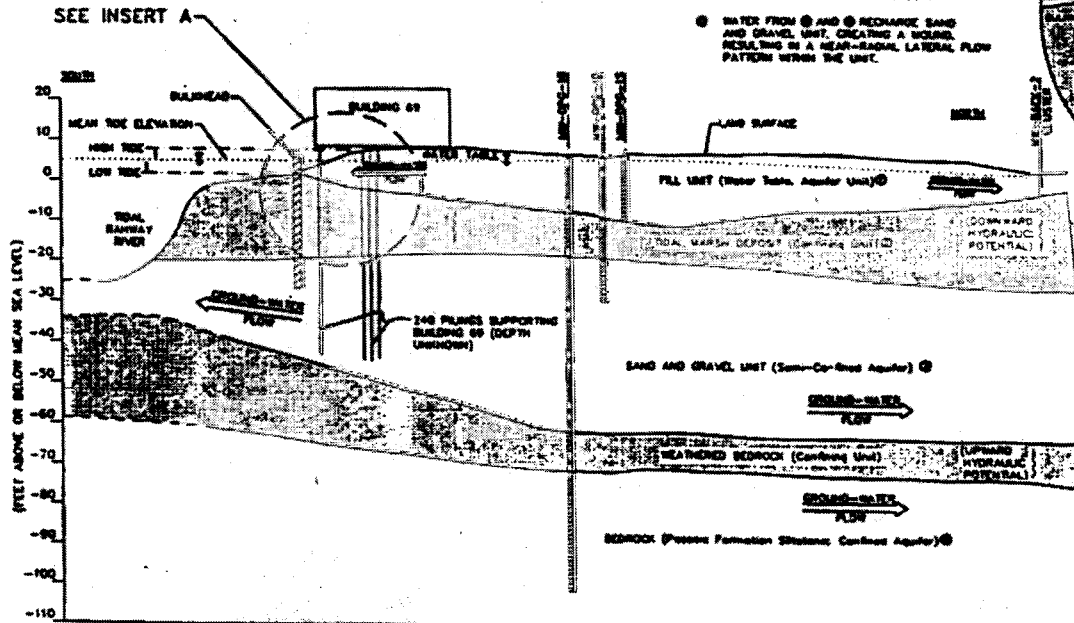 SEE INSERT A
WATER FROM AND RECHARGE SAND
AND GRAVEL UNIT, CREATING A MOUND,
RESULTING IN A NEAR-RADIAL LATERAL FLOW
PATTERN WITHIN THE UNIT.
SOUTH
NORTH
BULKHEAD
BUILDING 69
MEAN TIDE ELEVATION
HIGH TIDE
LOW TIDE
WATER TABLE
LAND SURFACE
CLUSTER
FLOW
FILL UNIT (Water Table, Aquifer Unit)
FLOW
TIDAL
RAHWAY
RIVER
TIDAL MARSH DEPOSIT (Confining Unit)
DOWNWARD
HYDRAULIC
POTENTIAL)
GROUND-WATER
FLOW
240 PILINGS SUPPORTING
BUILDING 69 (DEPTH
UNKNOWN)
SAND AND GRAVEL UNIT (Semi-Confined Aquifer)
GROUND-WATER
FLOW
WEATHERED BEDROCK (Confining Unit)
(UPWARD
HYDRAULIC
POTENTIAL)
GROUND-WATER
FLOW
BEDROCK (Passaic Formation Siltstone; Confined Aquifer)
(FEET ABOVE OR BELOW MEAN SEA LEVEL)
20
10
0
-10
-20
-30
-40
-50
-60
-70
-80
-90
-100
-110